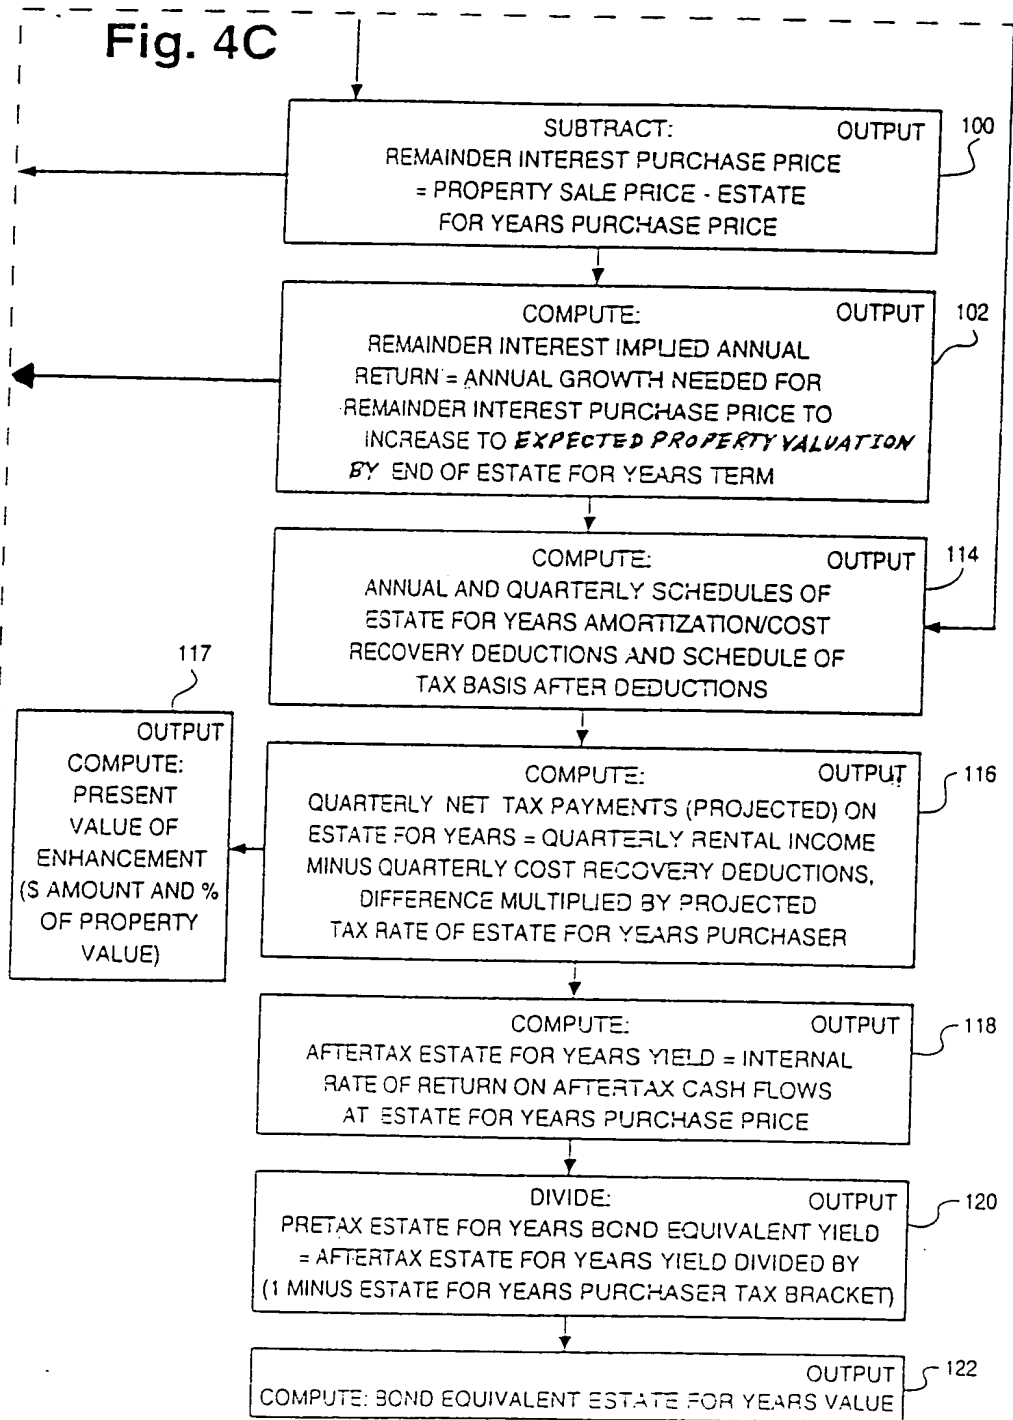 Fig. 4C
SUBTRACT: OUTPUT
REMAINDER INTEREST PURCHASE PRICE
= PROPERTY SALE PRICE - ESTATE
FOR YEARS PURCHASE PRICE
100
COMPUTE: OUTPUT
REMAINDER INTEREST IMPLIED ANNUAL
RETURN = ANNUAL GROWTH NEEDED FOR
REMAINDER INTEREST PURCHASE PRICE TO
INCREASE TO EXPECTED PROPERTY VALUATION
BY END OF ESTATE FOR YEARS TERM
102
COMPUTE: OUTPUT
ANNUAL AND QUARTERLY SCHEDULES OF
ESTATE FOR YEARS AMORTIZATION/COST
RECOVERY DEDUCTIONS AND SCHEDULE OF
TAX BASIS AFTER DEDUCTIONS
114
117
OUTPUT
COMPUTE:
PRESENT
VALUE OF
ENHANCEMENT
($ AMOUNT AND %
OF PROPERTY
VALUE)
COMPUTE: OUTPUT
QUARTERLY NET TAX PAYMENTS (PROJECTED) ON
ESTATE FOR YEARS = QUARTERLY RENTAL INCOME
MINUS QUARTERLY COST RECOVERY DEDUCTIONS,
DIFFERENCE MULTIPLIED BY PROJECTED
TAX RATE OF ESTATE FOR YEARS PURCHASER
116
COMPUTE: OUTPUT
AFTERTAX ESTATE FOR YEARS YIELD = INTERNAL
RATE OF RETURN ON AFTERTAX CASH FLOWS
AT ESTATE FOR YEARS PURCHASE PRICE
118
DIVIDE: OUTPUT
PRETAX ESTATE FOR YEARS BOND EQUIVALENT YIELD
= AFTERTAX ESTATE FOR YEARS YIELD DIVIDED BY
(1 MINUS ESTATE FOR YEARS PURCHASER TAX BRACKET)
120
OUTPUT
COMPUTE: BOND EQUIVALENT ESTATE FOR YEARS VALUE
122